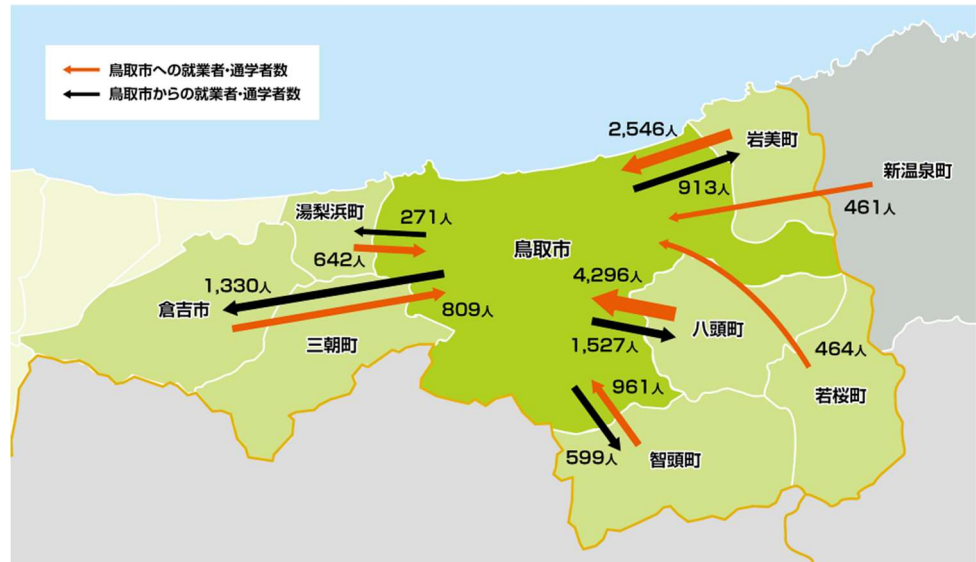 鳥取市への就業者・通学者数
鳥取市からの就業者・通学者数
2,546人
岩美町
913人
新温泉町
461人
湯梨浜町
271人
642人
鳥取市
1,330人
倉吉市
809人
三朝町
4,296人
八頭町
1,527人
464人
若桜町
961人
599人
智頭町